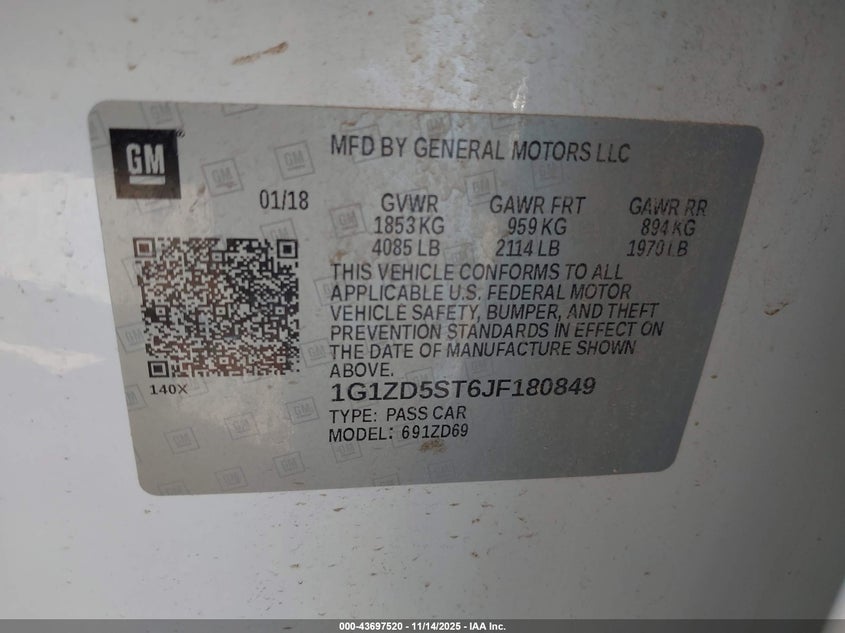 GM
MFD BY GENERAL MOTORS LLC
01/18 GVWR GAWR FRT GAWR RR
1853 KG 959 KG 894 KG
4085 LB 2114 LB 1970 LB
THIS VEHICLE CONFORMS TO ALL
APPLICABLE U.S. FEDERAL MOTOR
VEHICLE SAFETY, BUMPER, AND THEFT
PREVENTION STANDARDS IN EFFECT ON
THE DATE OF MANUFACTURE SHOWN
ABOVE.
140X
1G1ZD5ST6JF180849
TYPE: PASS CAR
MODEL: 691ZD69
000-43697520 - 11/14/2025 - IAA Inc.